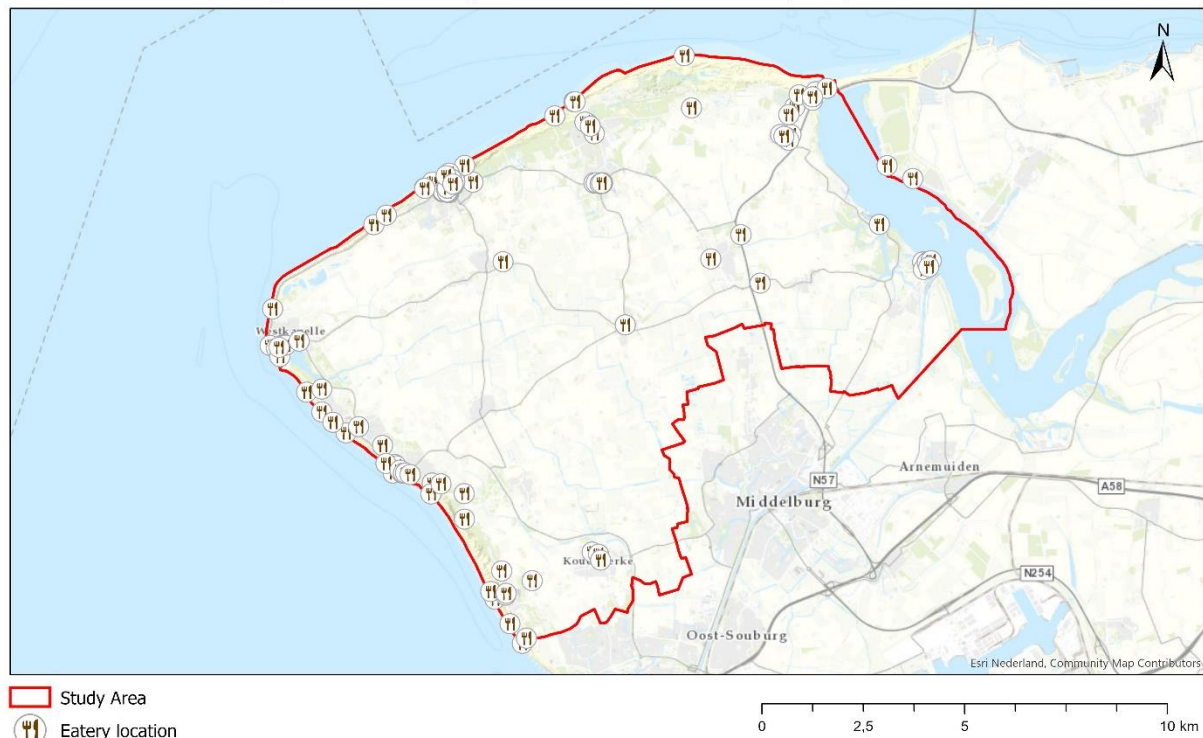 N
Westkapelle
N57
Arnemuiden
A58
Middelburg
Koudekerke
N254
Oost-Souburg
Esri Nederland, Community Map Contributors
Study Area
Eatery location
0 2,5 5 10 km